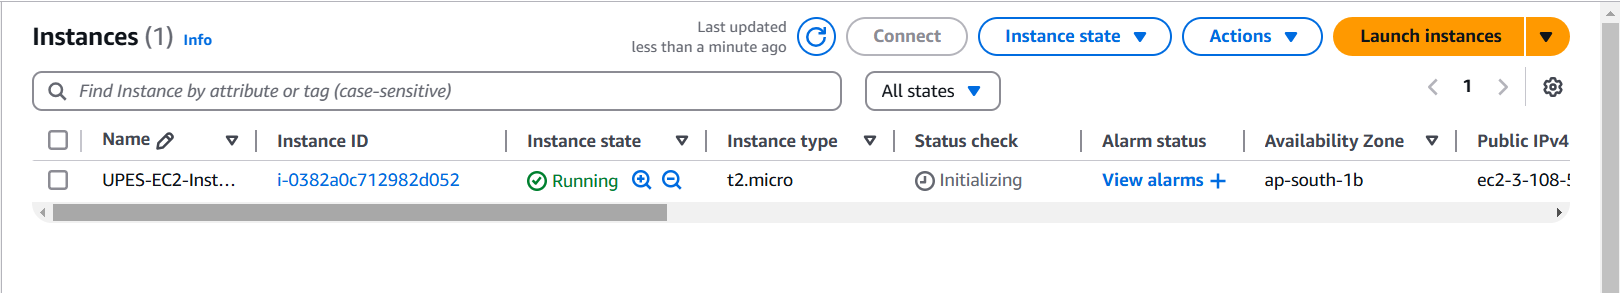 Instances (1) Info
Last updated
less than a minute ago
Connect
Instance state
Actions
Launch instances
Find Instance by attribute or tag (case-sensitive)
All states
1
Name Instance ID Instance state Instance type Status check Alarm status Availability Zone Public IPv4
UPES-EC2-Inst... i-0382a0c712982d052 Running t2.micro Initializing View alarms + ap-south-1b ec2-3-108-5